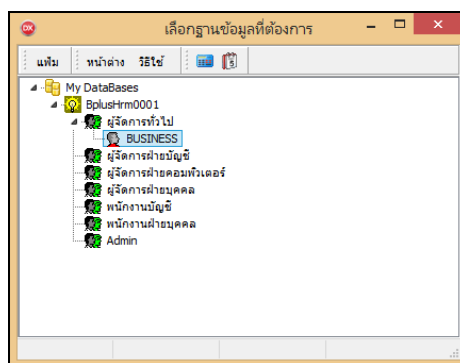 เลือกฐานข้อมูลที่ต้องการ
แฟ้ม หน้าต่าง วิธีใช้
My DataBases
BplusHrm0001
ผู้จัดการทั่วไป
BUSINESS
ผู้จัดการฝ่ายบัญชี
ผู้จัดการฝ่ายคอมพิวเตอร์
ผู้จัดการฝ่ายบุคคล
พนักงานบัญชี
พนักงานฝ่ายบุคคล
Admin